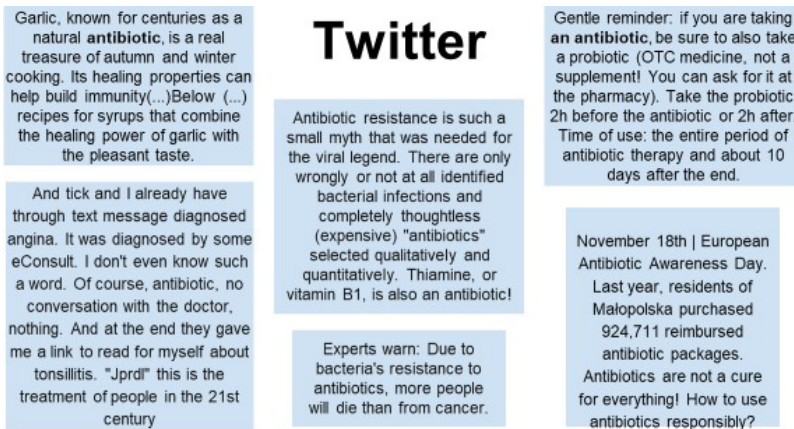 Twitter
Garlic, known for centuries as a
natural antibiotic, is a real
treasure of autumn and winter
cooking. Its healing properties can
help build immunity(...)Below (...)
recipes for syrups that combine
the healing power of garlic with
the pleasant taste.
And tick and I already have
through text message diagnosed
angina. It was diagnosed by some
eConsult. I don't even know such
a word. Of course, antibiotic, no
conversation with the doctor,
nothing. And at the end they gave
me a link to read for myself about
tonsillitis. "Jprdl" this is the
treatment of people in the 21st
century
Antibiotic resistance is such a
small myth that was needed for
the viral legend. There are only
wrongly or not at all identified
bacterial infections and
completely thoughtless
(expensive) "antibiotics"
selected qualitatively and
quantitatively. Thiamine, or
vitamin B1, is also an antibiotic!
Experts warn: Due to
bacteria's resistance to
antibiotics, more people
will die than from cancer.
Gentle reminder: if you are taking
an antibiotic, be sure to also take
a probiotic (OTC medicine, not a
supplement! You can ask for it at
the pharmacy). Take the probiotic
2h before the antibiotic or 2h after.
Time of use: the entire period of
antibiotic therapy and about 10
days after the end.
November 18th | European
Antibiotic Awareness Day.
Last year, residents of
Małopolska purchased
924,711 reimbursed
antibiotic packages.
Antibiotics are not a cure
for everything! How to use
antibiotics responsibly?